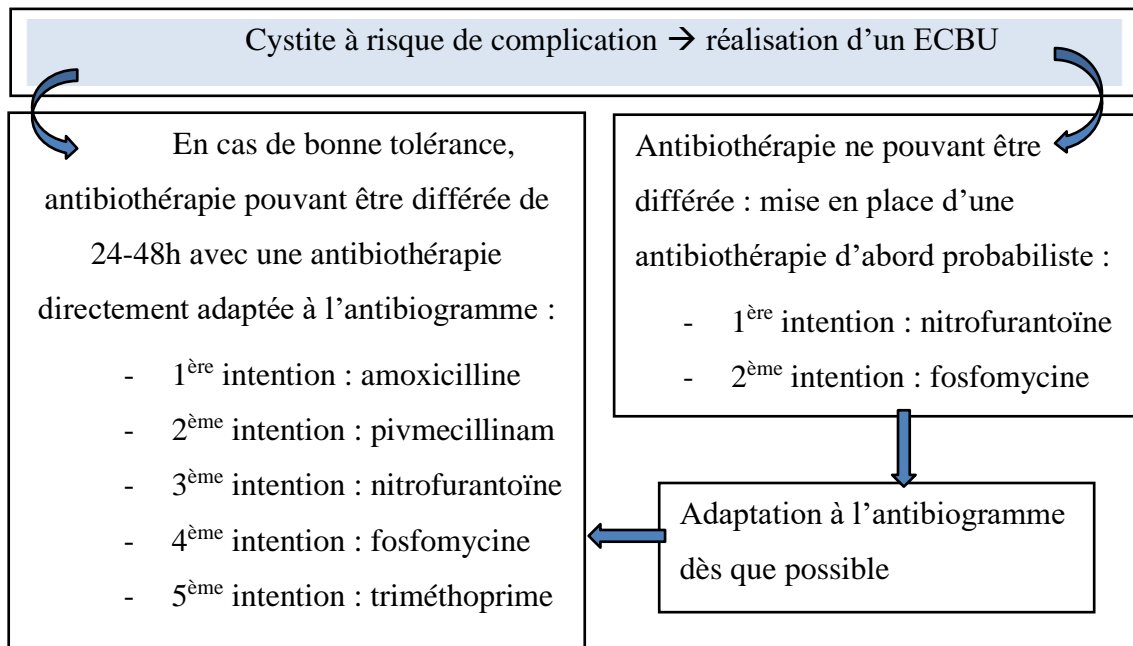 Cystite à risque de complication → réalisation d’un ECBU
En cas de bonne tolérance,
antibiothérapie pouvant être différée de
24-48h avec une antibiothérapie
directement adaptée à l’antibiogramme :
- 1ère intention : amoxicilline
- 2ème intention : pivmecillinam
- 3ème intention : nitrofurantoïne
- 4ème intention : fosfomycine
- 5ème intention : triméthoprime
Antibiothérapie ne pouvant être
différée : mise en place d’une
antibiothérapie d’abord probabiliste :
- 1ère intention : nitrofurantoïne
- 2ème intention : fosfomycine
Adaptation à l’antibiogramme
dès que possible